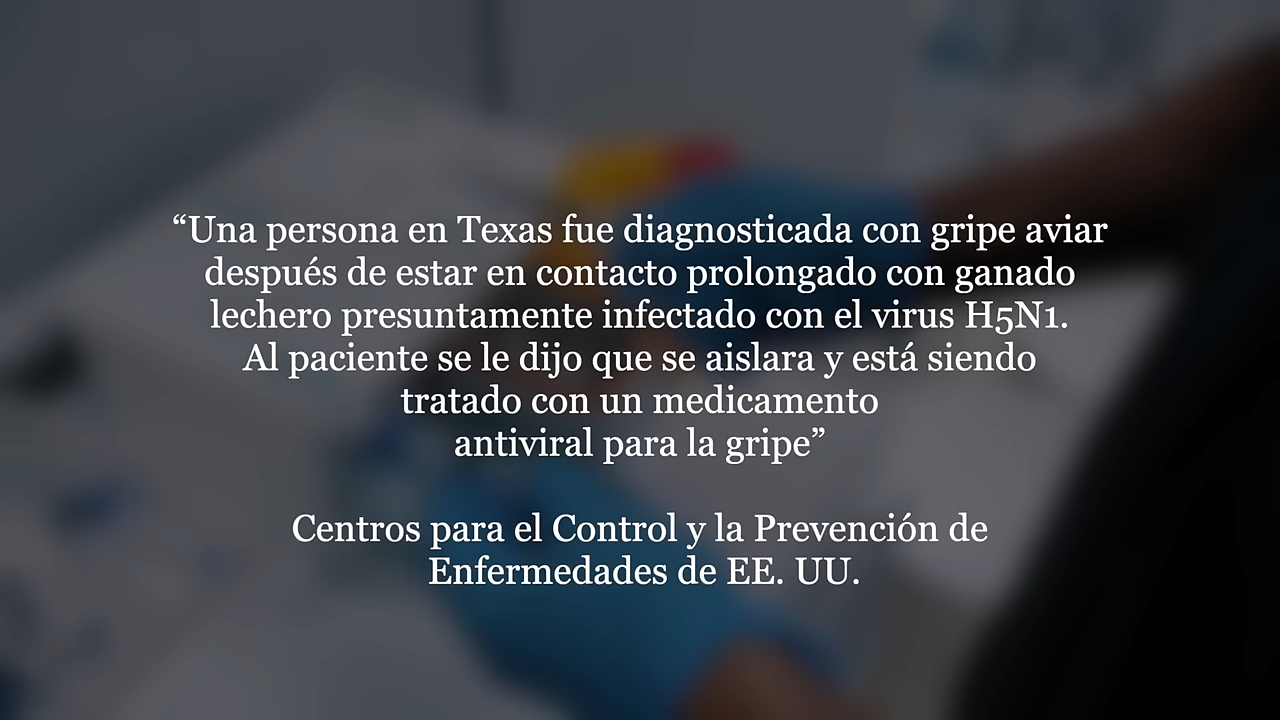 “Una persona en Texas fue diagnosticada con gripe aviar
después de estar en contacto prolongado con ganado
lechero presuntamente infectado con el virus H5N1.
Al paciente se le dijo que se aislara y está siendo
tratado con un medicamento
antiviral para la gripe”
Centros para el Control y la Prevención de
Enfermedades de EE. UU.